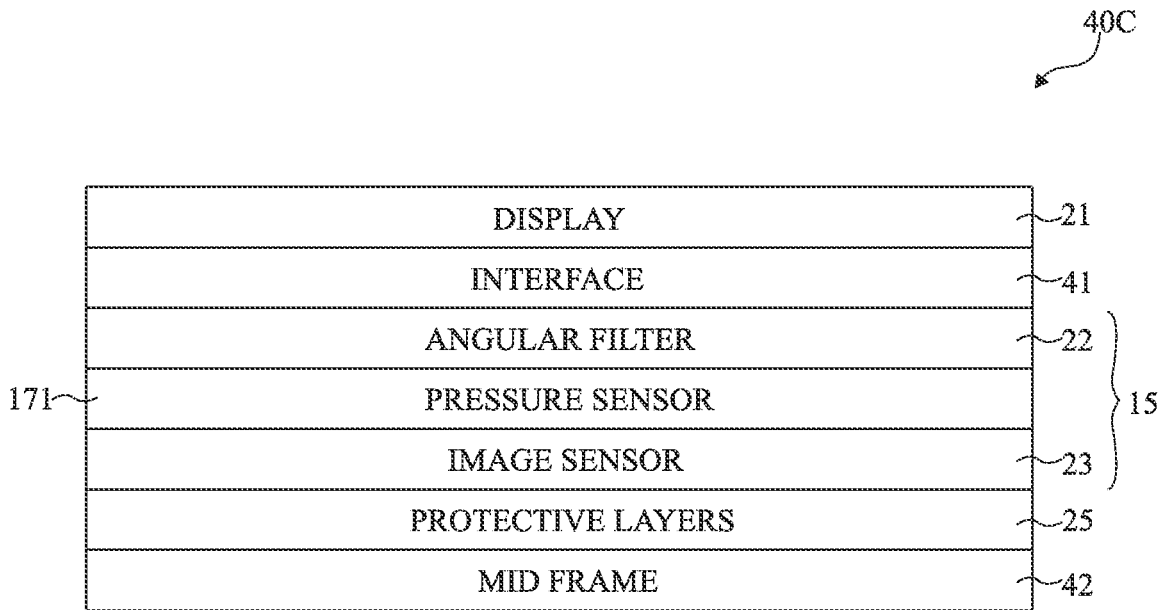 40C
DISPLAY 21
INTERFACE 41
ANGULAR FILTER 22
171 PRESSURE SENSOR 15
IMAGE SENSOR 23
PROTECTIVE LAYERS 25
MID FRAME 42